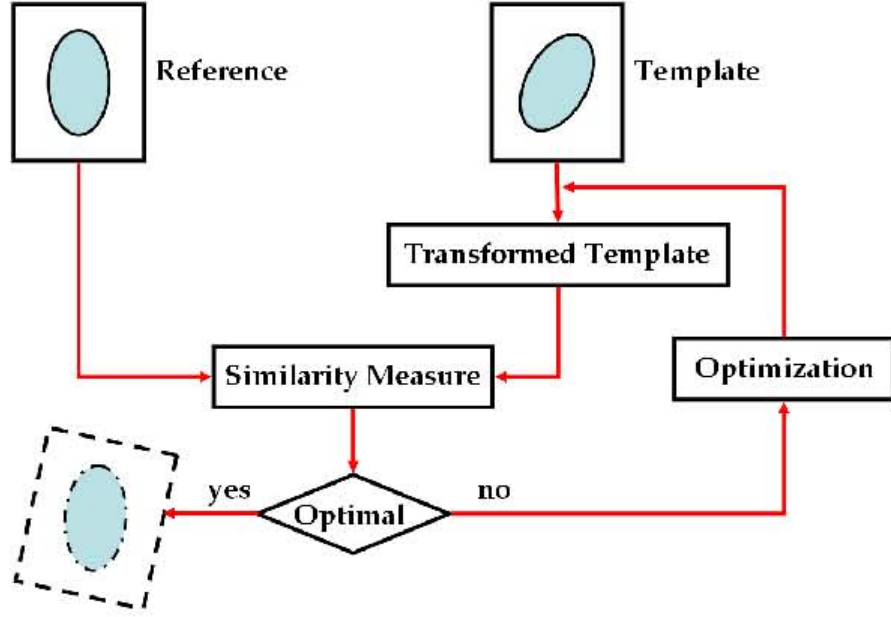 Reference
Template
Transformed Template
Similarity Measure
Optimization
yes
Optimal
no